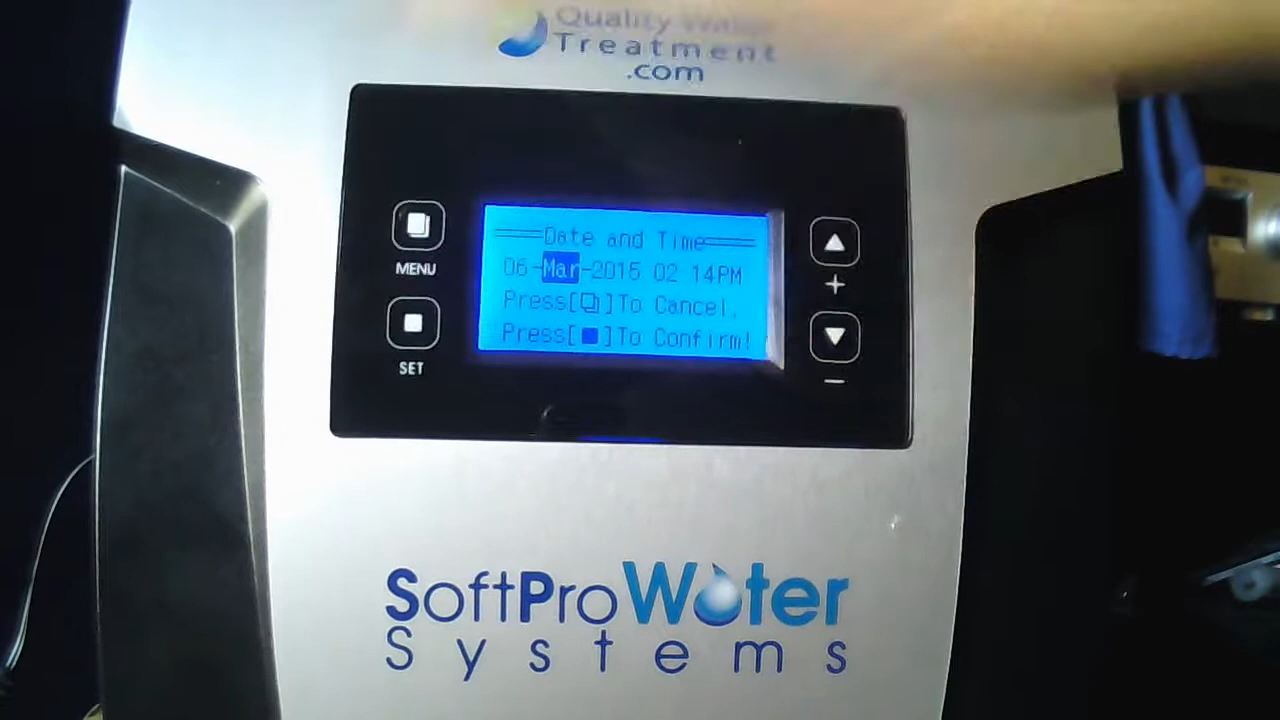 Quality Water
Treatment
.com
Date and Time
06-Mar-2015 02 14PM
Press[]To Cancel.
Press[]To Confirm!
MENU
SET
+
−
SoftProWater
Systems